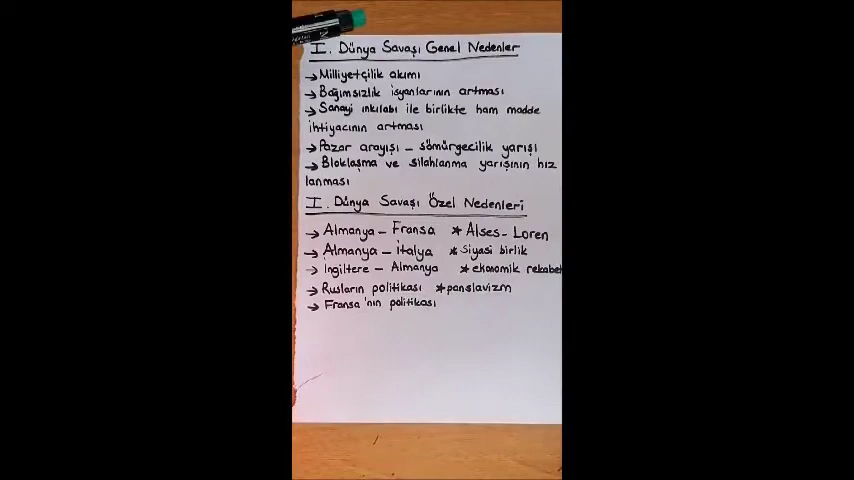 I. Dünya Savaşı Genel Nedenler
→ Milliyetçilik akımı
→ Bağımsızlık isyanlarının artması
→ Sanayi inkılabı ile birlikte ham madde
ihtiyacının artması
→ Pazar arayışı – sömürgecilik yarışı
→ Bloklaşma ve silahlanma yarışının hız
lanması
I. Dünya Savaşı Özel Nedenleri
→ Almanya – Fransa ★ Alses – Loren
→ Almanya – İtalya ★ siyasi birlik
→ İngiltere – Almanya ★ ekonomik rekabet
→ Rusların politikası ★ panslavizm
→ Fransa'nın politikası